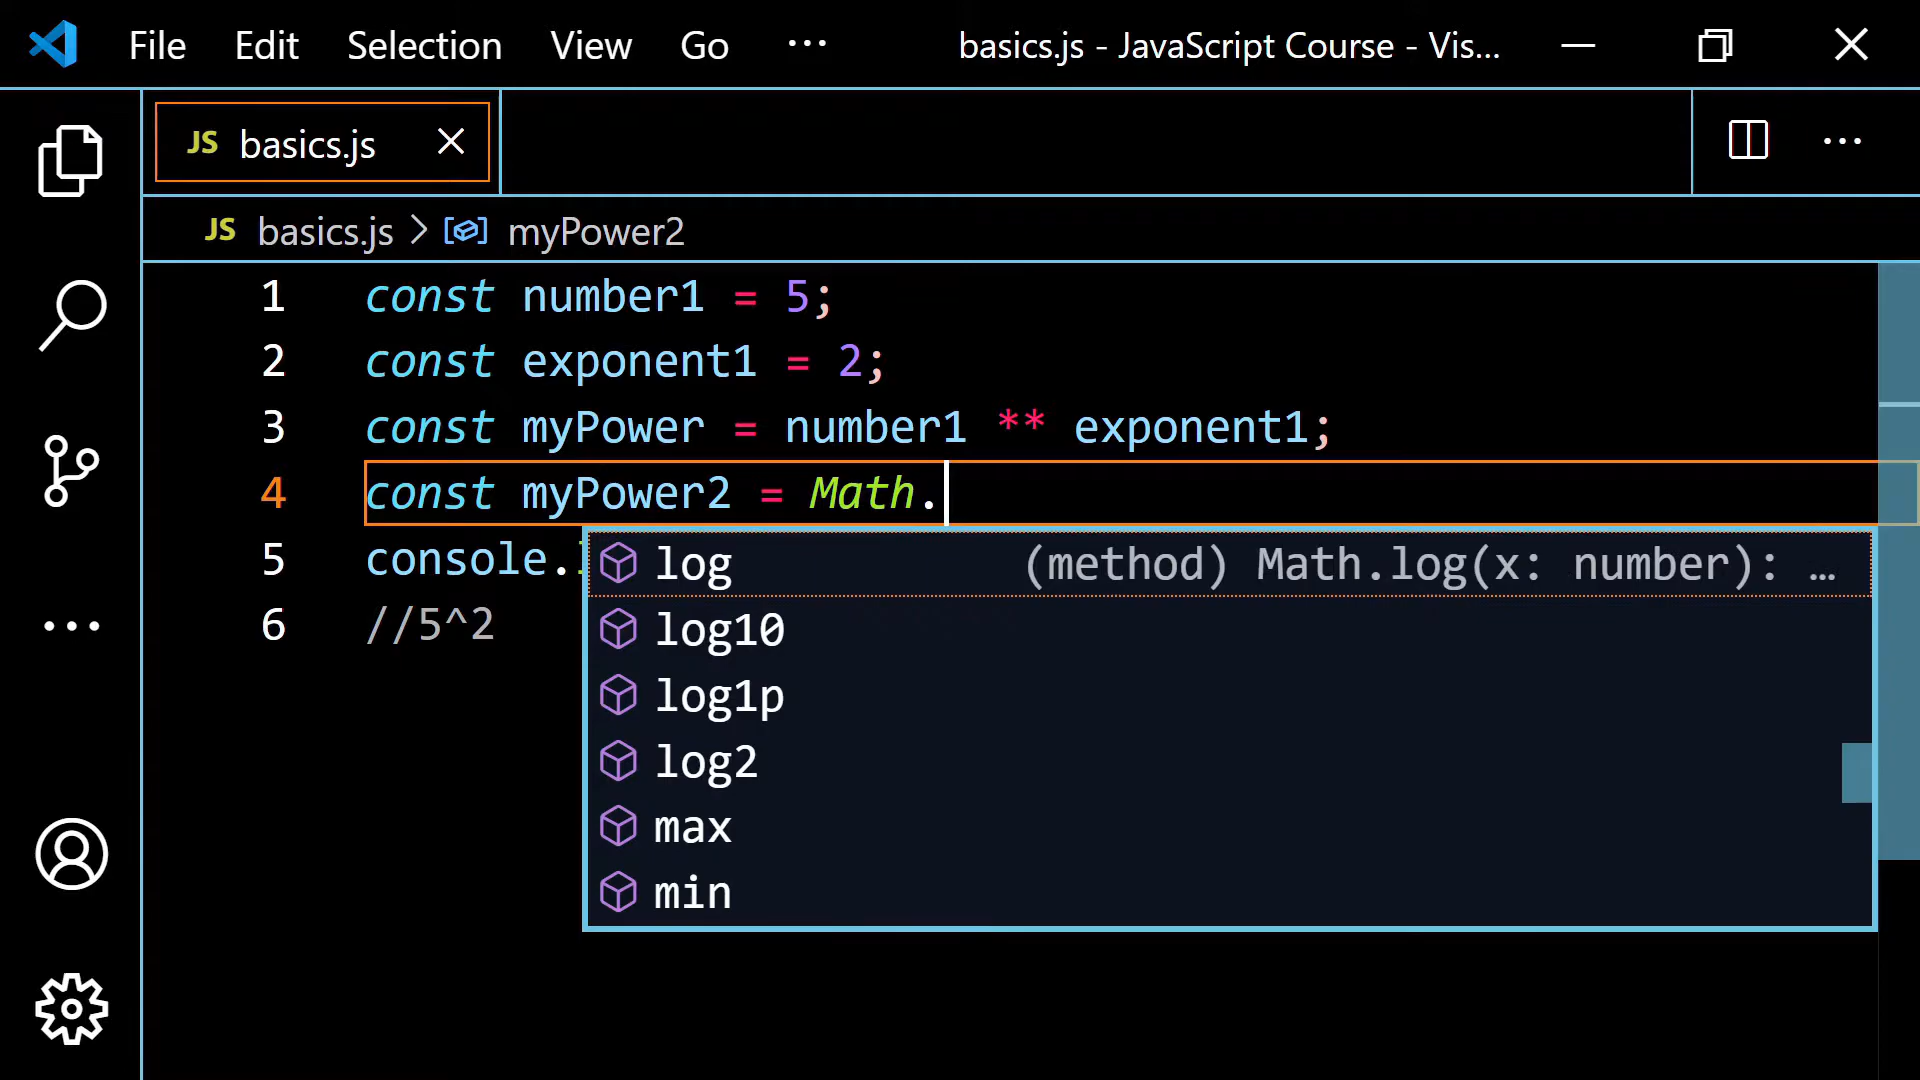 File Edit Selection View Go ... basics.js - JavaScript Course - Vis...
JS basics.js
JS basics.js > myPower2
1 const number1 = 5;
2 const exponent1 = 2;
3 const myPower = number1 ** exponent1;
4 const myPower2 = Math.
5 console.
log (method) Math.log(x: number): ...
6 //5^2
log10
log1p
log2
max
min